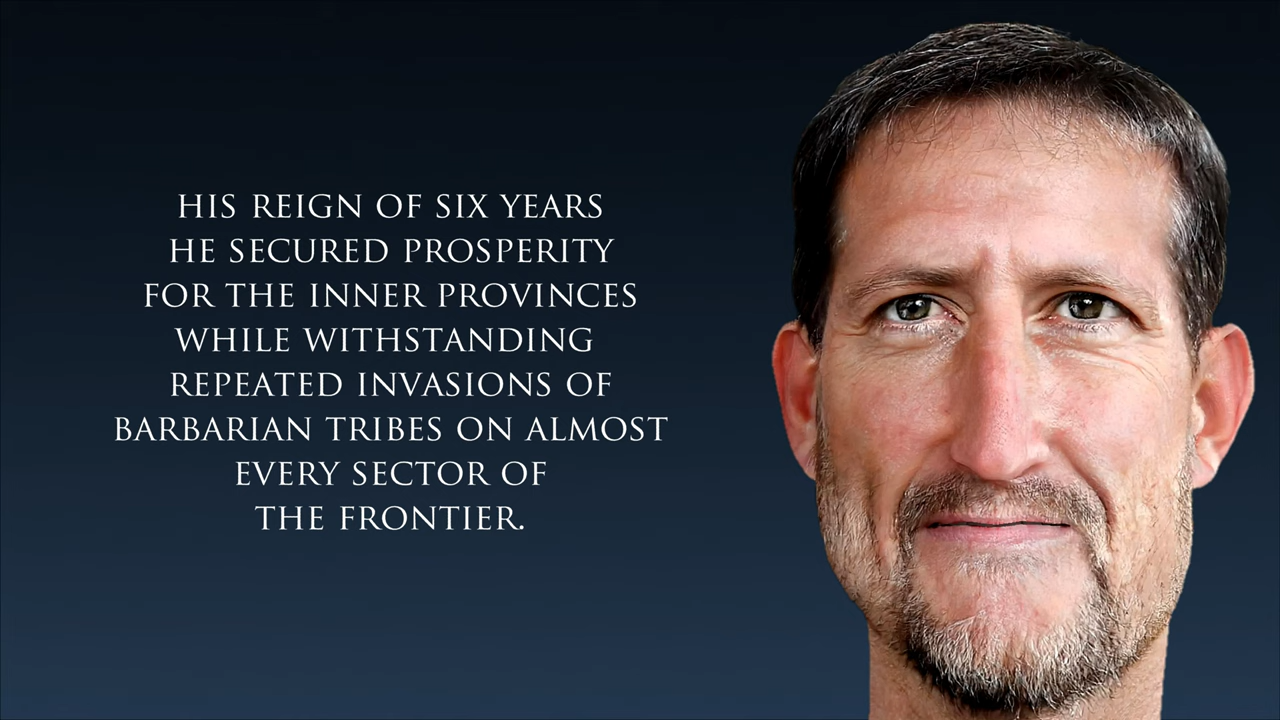 HIS REIGN OF SIX YEARS
HE SECURED PROSPERITY
FOR THE INNER PROVINCES
WHILE WITHSTANDING
REPEATED INVASIONS OF
BARBARIAN TRIBES ON ALMOST
EVERY SECTOR OF
THE FRONTIER.